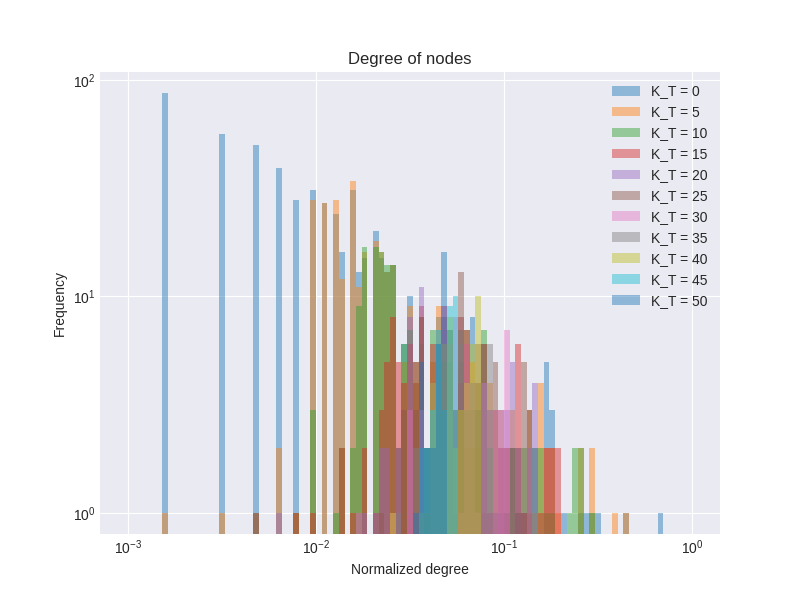 Degree of nodes
10²
10¹
10⁰
Frequency
K_T = 0
K_T = 5
K_T = 10
K_T = 15
K_T = 20
K_T = 25
K_T = 30
K_T = 35
K_T = 40
K_T = 45
K_T = 50
10⁻³
10⁻²
10⁻¹
10⁰
Normalized degree